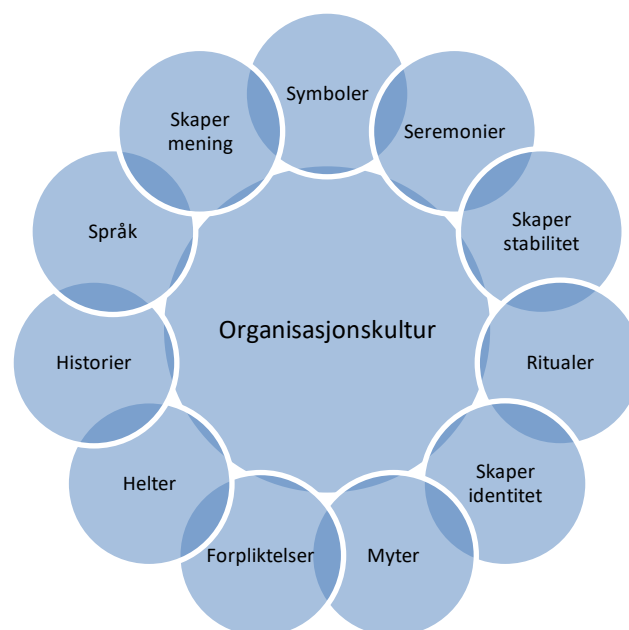 Symboler
Seremonier
Skaper
stabilitet
Ritualer
Skaper
identitet
Myter
Forpliktelser
Helter
Historier
Språk
Skaper
mening
Organisasjonskultur